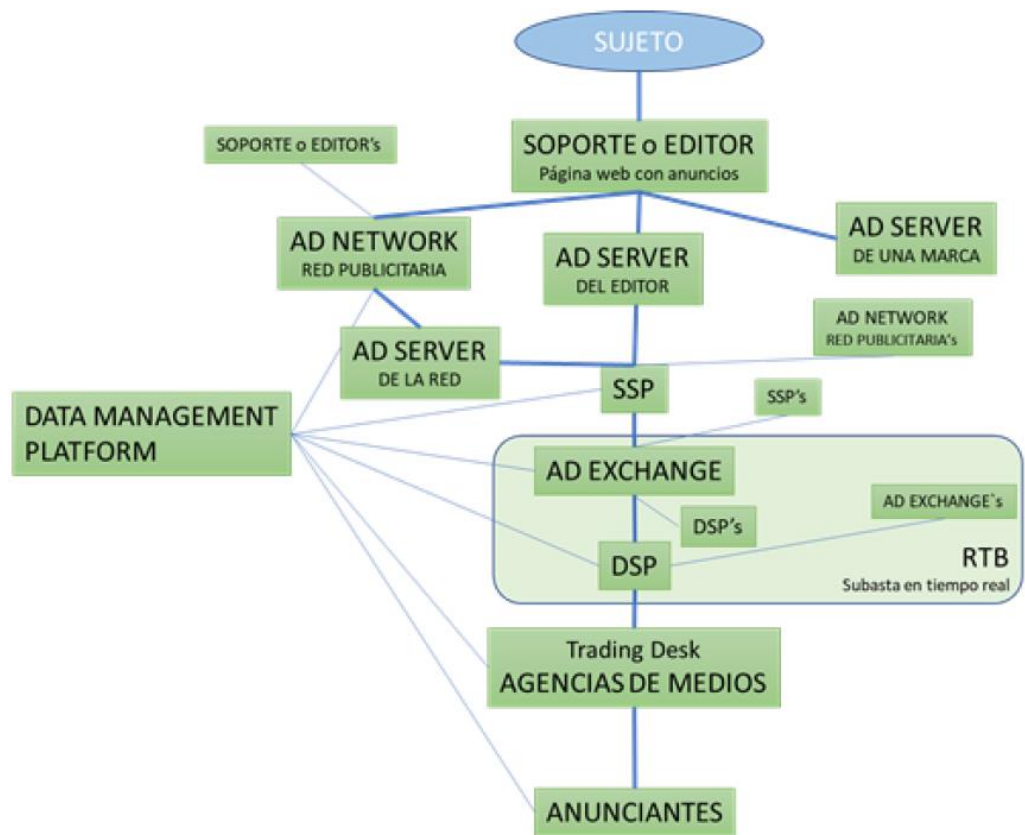 SUJETO
SOPORTE o EDITOR's
SOPORTE o EDITOR
Página web con anuncios
AD NETWORK
RED PUBLICITARIA
AD SERVER
DEL EDITOR
AD SERVER
DE UNA MARCA
AD NETWORK
RED PUBLICITARIA's
AD SERVER
DE LA RED
SSP
SSP's
DATA MANAGEMENT
PLATFORM
AD EXCHANGE
AD EXCHANGE`s
DSP's
DSP
RTB
Subasta en tiempo real
Trading Desk
AGENCIAS DE MEDIOS
ANUNCIANTES